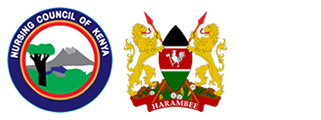 NURSING COUNCIL OF KENYA
HARAMBEE